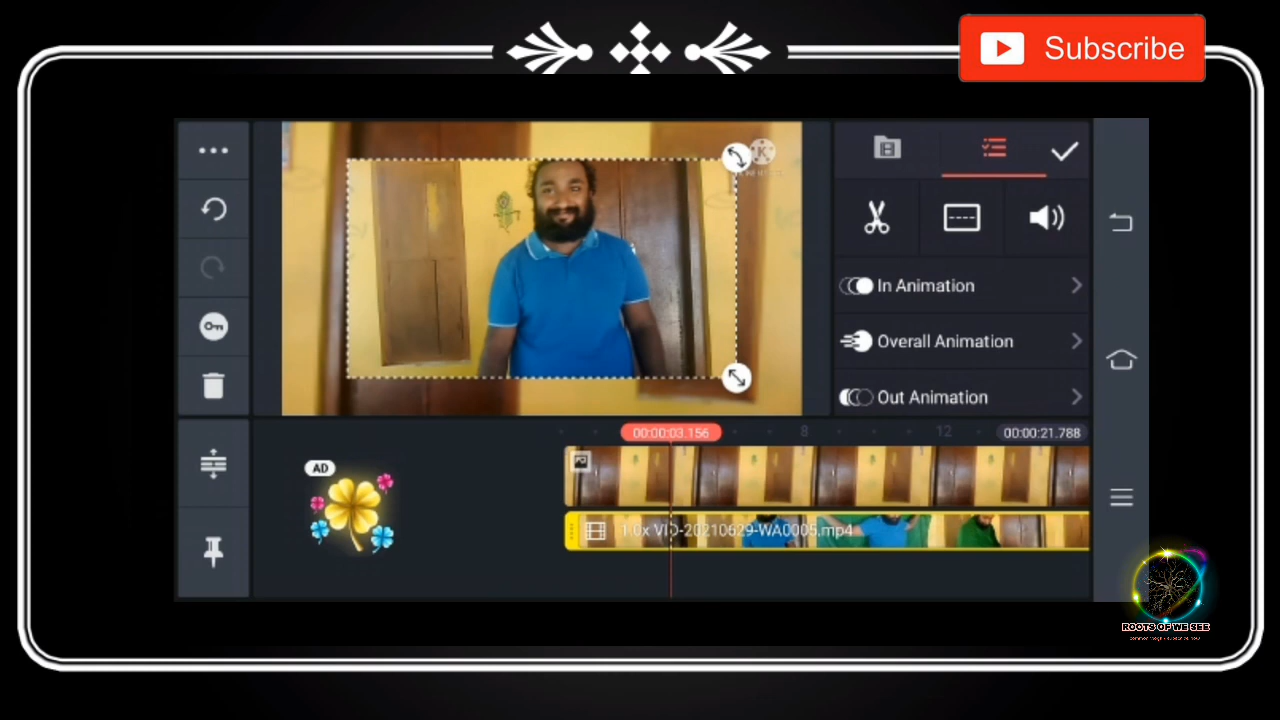 Subscribe
K
In Animation
Overall Animation
Out Animation
00:00:03.156
8
12
00:00:21.788
AD
1.0x VID-20210629-WA0005.mp4
ROOTS OF WE SEE